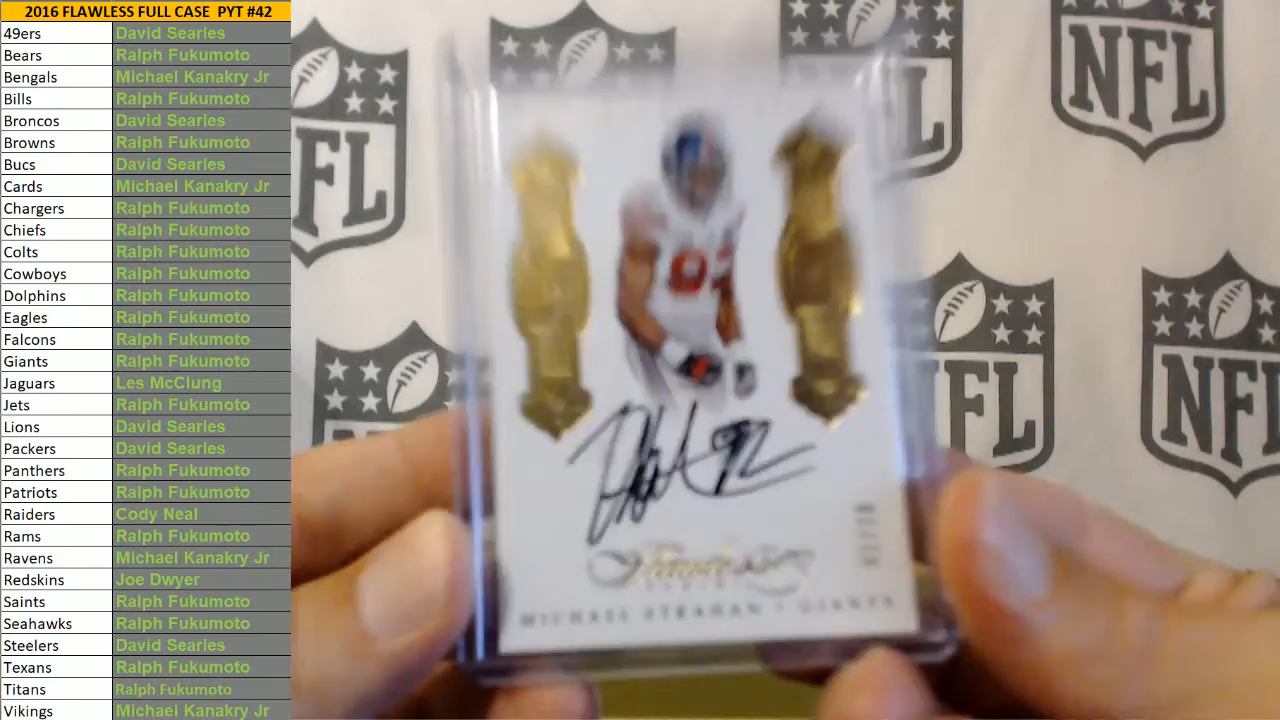 2016 FLAWLESS FULL CASE PYT #42
49ers David Searles
Bears Ralph Fukumoto
Bengals Michael Kanakry Jr
Bills Ralph Fukumoto
Broncos David Searles
Browns Ralph Fukumoto
Bucs David Searles
Cards Michael Kanakry Jr
Chargers Ralph Fukumoto
Chiefs Ralph Fukumoto
Colts Ralph Fukumoto
Cowboys Ralph Fukumoto
Dolphins Ralph Fukumoto
Eagles Ralph Fukumoto
Falcons Ralph Fukumoto
Giants Ralph Fukumoto
Jaguars Les McClung
Jets Ralph Fukumoto
Lions David Searles
Packers David Searles
Panthers Ralph Fukumoto
Patriots Ralph Fukumoto
Raiders Cody Neal
Rams Ralph Fukumoto
Ravens Michael Kanakry Jr
Redskins Joe Dwyer
Saints Ralph Fukumoto
Seahawks Ralph Fukumoto
Steelers David Searles
Texans Ralph Fukumoto
Titans Ralph Fukumoto
Vikings Michael Kanakry Jr
NFL
FL
NFL
NFL
NFL
NFL
92
92
Flawless
MICHAEL STRAHAN • GIANTS